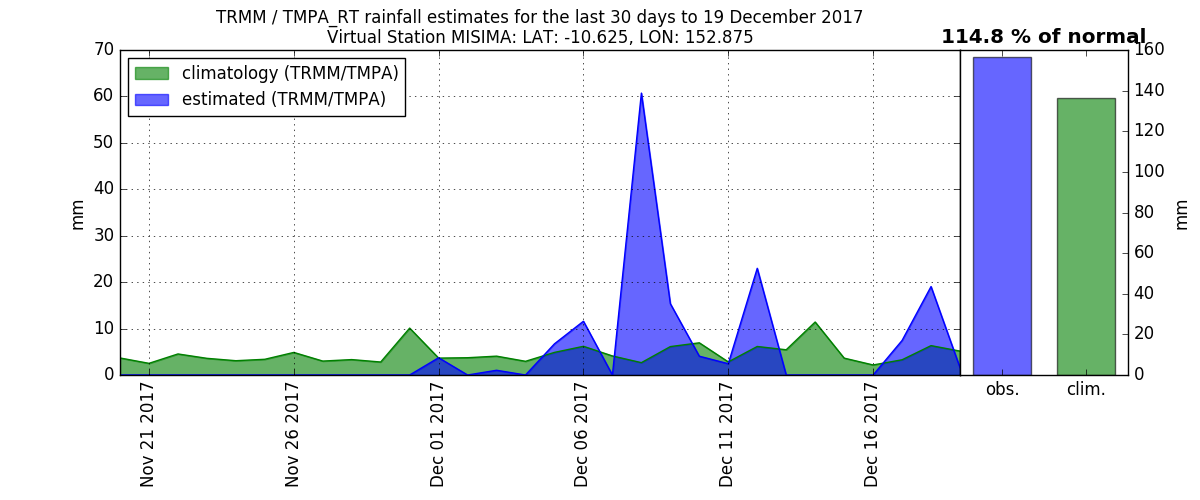 TRMM / TMPA_RT rainfall estimates for the last 30 days to 19 December 2017
Virtual Station MISIMA: LAT: -10.625, LON: 152.875
114.8 % of normal
climatology (TRMM/TMPA)
estimated (TRMM/TMPA)
70
60
50
40
30
20
10
0
mm
Nov 21 2017
Nov 26 2017
Dec 01 2017
Dec 06 2017
Dec 11 2017
Dec 16 2017
160
140
120
100
80
60
40
20
0
mm
obs.
clim.